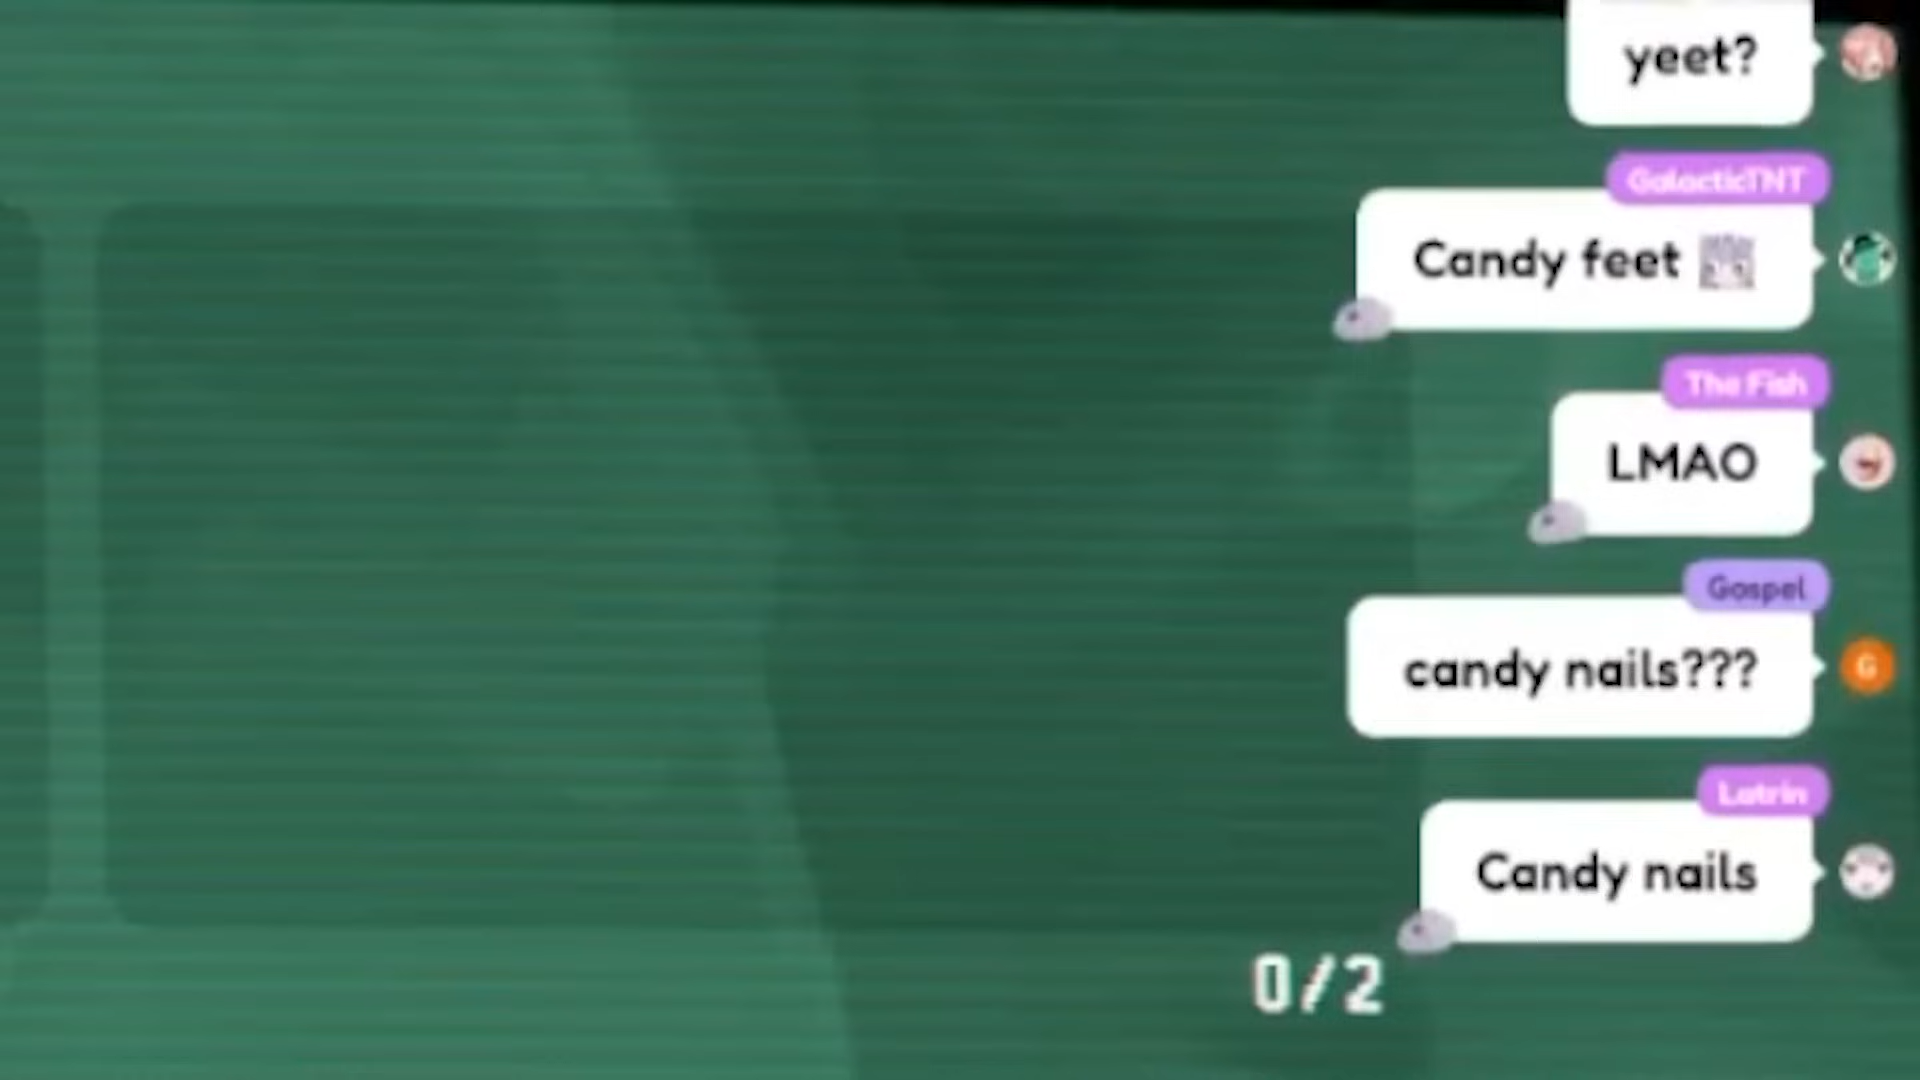 yeet?
GalacticTNT
Candy feet
The Fish
LMAO
Gospel
candy nails???
G
Latrin
Candy nails
0/2